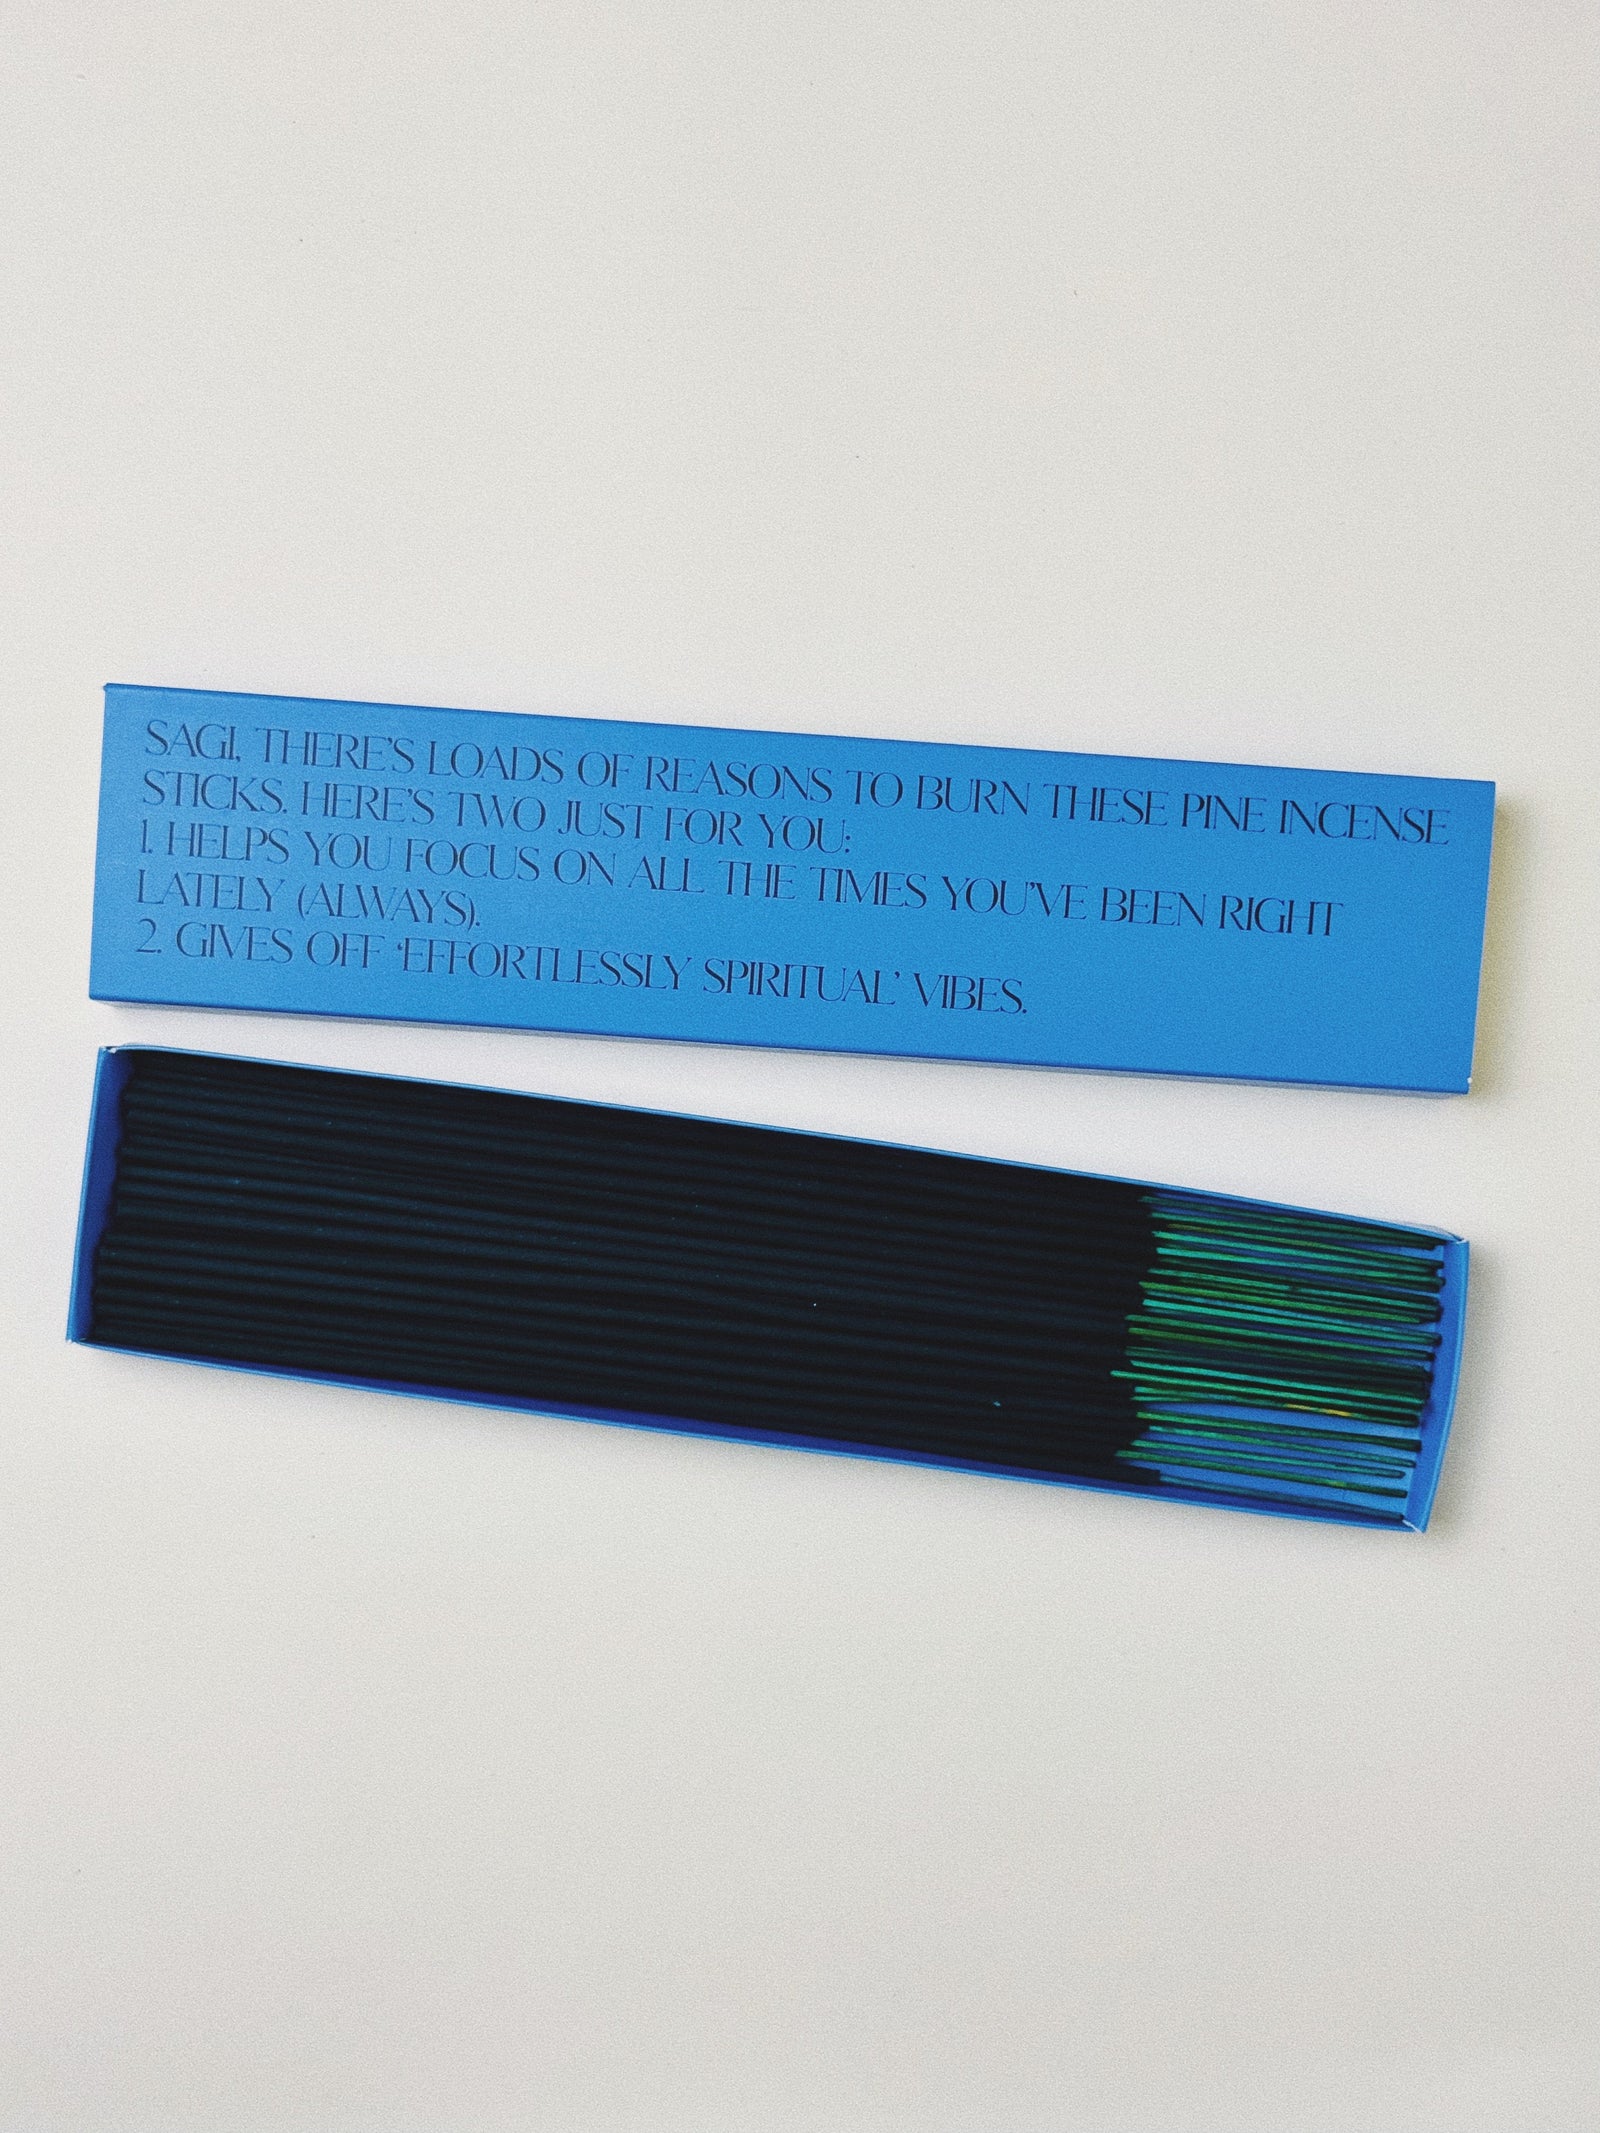 SAGI, THERE'S LOADS OF REASONS TO BURN THESE PINE INCENSE
STICKS. HERE'S TWO JUST FOR YOU:
1. HELPS YOU FOCUS ON ALL THE TIMES YOU'VE BEEN RIGHT
LATELY (ALWAYS).
2. GIVES OFF ‘EFFORTLESSLY SPIRITUAL’ VIBES.